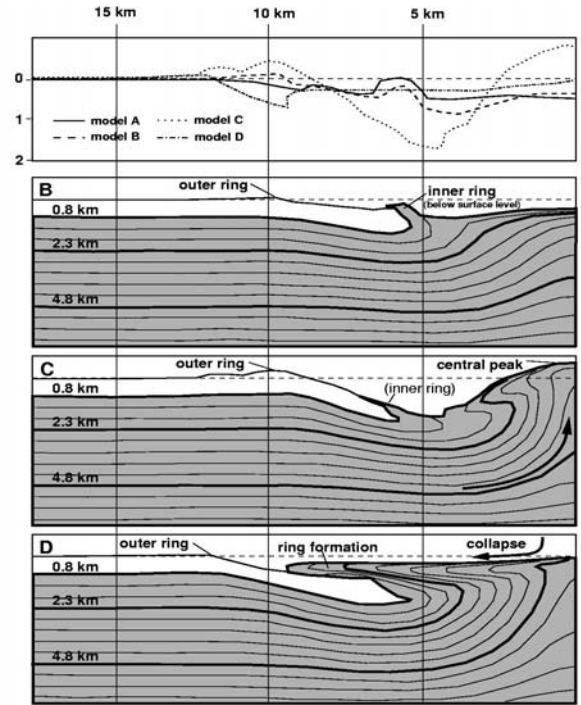 15 km 10 km 5 km
0
1
2
model A model C
model B model D
B
outer ring
inner ring
(below surface level)
0.8 km
2.3 km
4.8 km
C
outer ring
central peak
(inner ring)
0.8 km
2.3 km
4.8 km
D
outer ring
ring formation
collapse
0.8 km
2.3 km
4.8 km